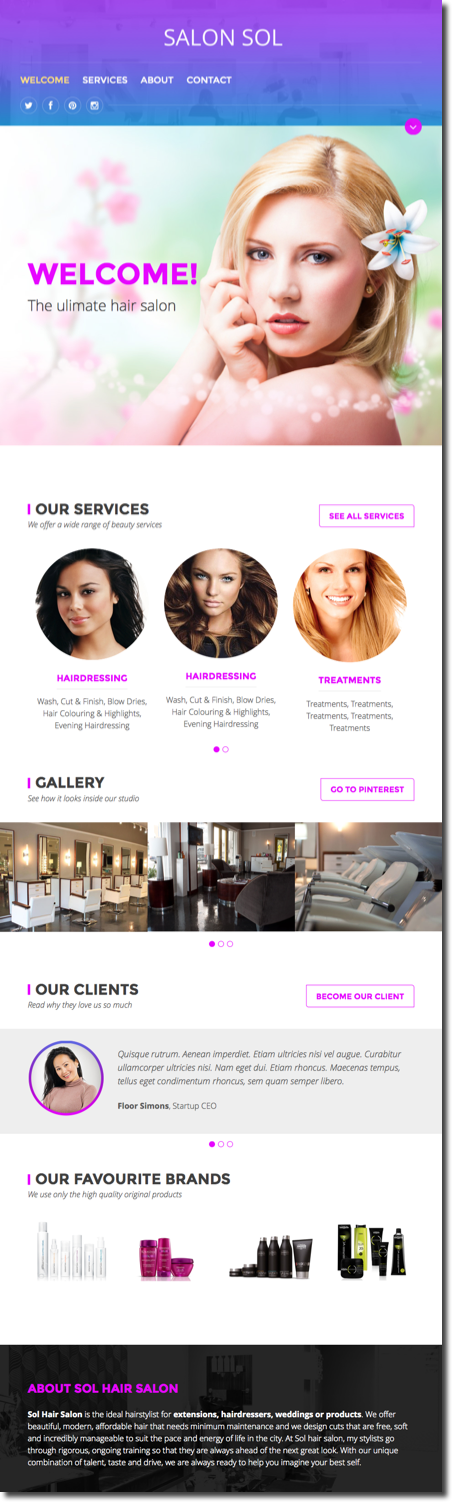 SALON SOL
WELCOME SERVICES ABOUT CONTACT
WELCOME!
The ulimate hair salon
OUR SERVICES
We offer a wide range of beauty services
SEE ALL SERVICES
HAIRDRESSING
Wash, Cut & Finish, Blow Dries,
Hair Colouring & Highlights,
Evening Hairdressing
HAIRDRESSING
Wash, Cut & Finish, Blow Dries,
Hair Colouring & Highlights,
Evening Hairdressing
TREATMENTS
Treatments, Treatments,
Treatments, Treatments,
Treatments
GALLERY
See how it looks inside our studio
GO TO PINTEREST
OUR CLIENTS
Read why they love us so much
BECOME OUR CLIENT
Quisque rutrum. Aenean imperdiet. Etiam ultricies nisi vel augue. Curabitur
ullamcorper ultricies nisi. Nam eget dui. Etiam rhoncus. Maecenas tempus,
tellus eget condimentum rhoncus, sem quam semper libero.
Floor Simons, Startup CEO
OUR FAVOURITE BRANDS
We use only the high quality original products
ABOUT SOL HAIR SALON
Sol Hair Salon is the ideal hairstylist for extensions, hairdressers, weddings or products. We offer
beautiful, modern, affordable hair that needs minimum maintenance and we design cuts that are free, soft
and incredibly manageable to suit the pace and energy of life in the city. At Sol hair salon, my stylists go
through rigorous, ongoing training so that they are always ahead of the next great look. With our unique
combination of talent, taste and drive, we are always ready to help you imagine your best self.